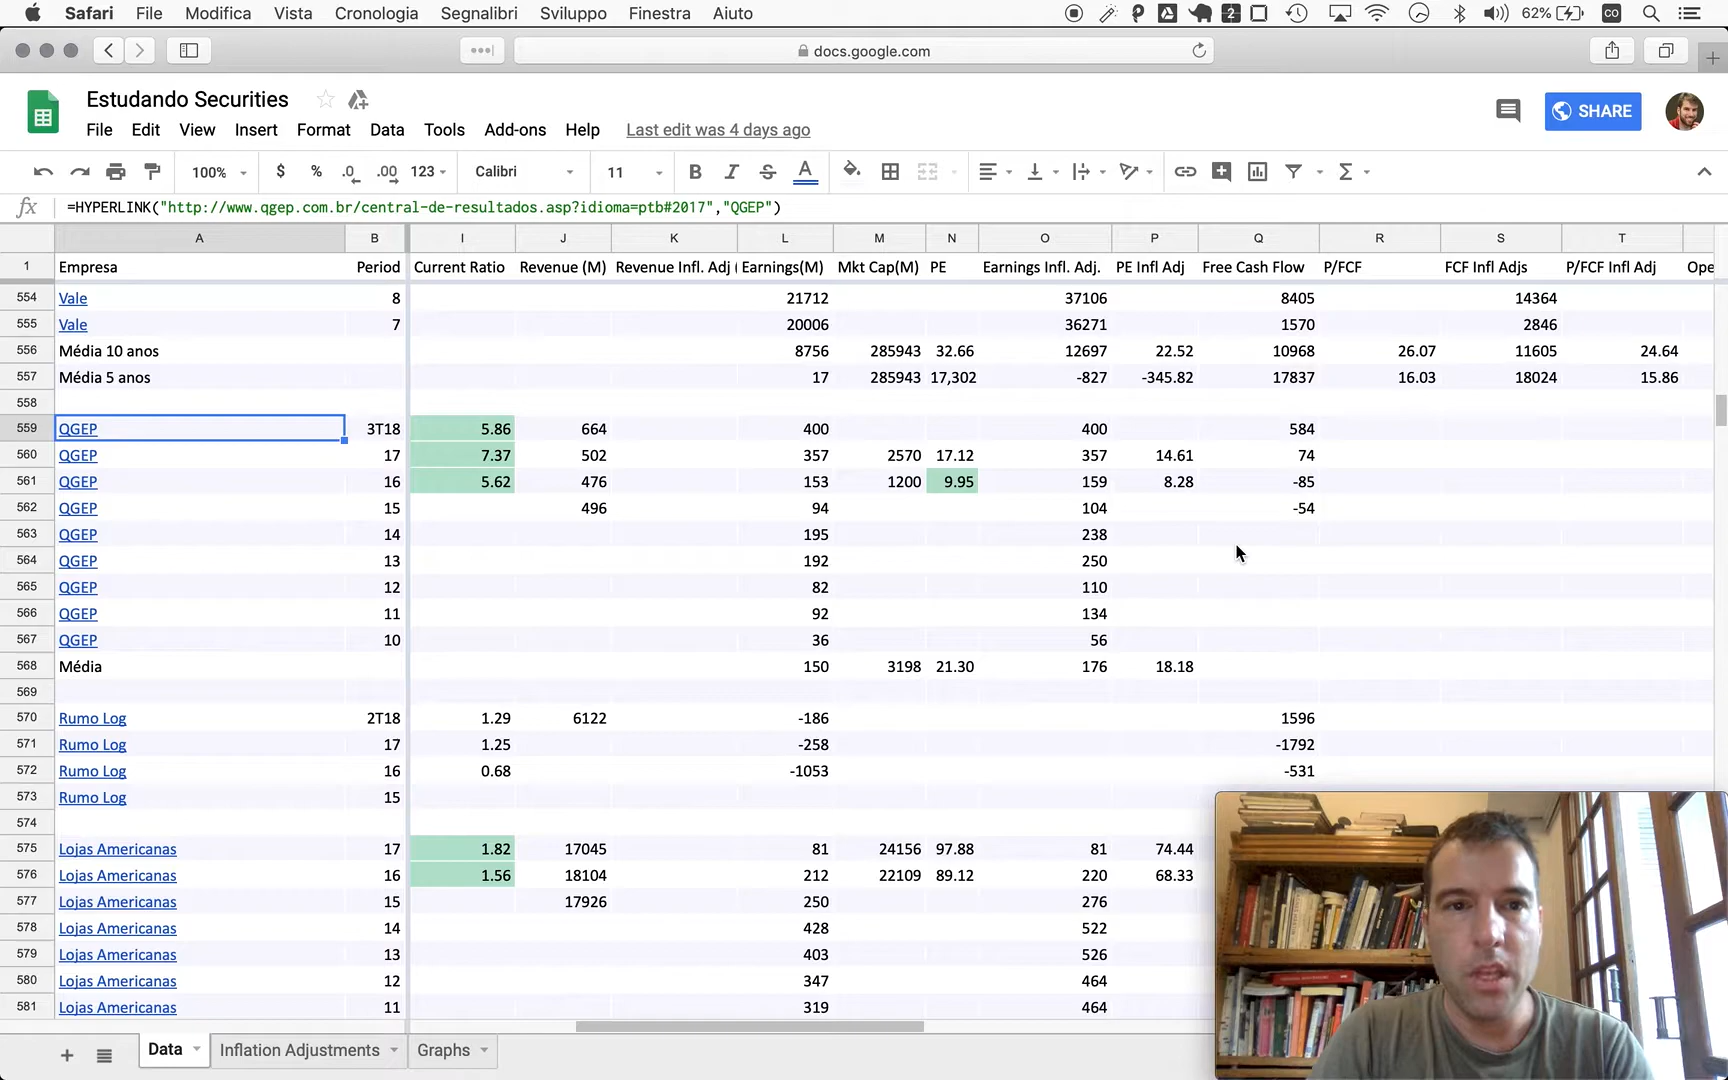 Safari File Modifica Vista Cronologia Segnalibri Sviluppo Finestra Aiuto 2 62% CO
docs.google.com
Estudando Securities
SHARE
File Edit View Insert Format Data Tools Add-ons Help Last edit was 4 days ago
100% $ % .0 .00 123 Calibri 11 B I S A
fx =HYPERLINK("http://www.qgep.com.br/central-de-resultados.asp?idioma=ptb#2017","QGEP")
A B I J K L M N O P Q R S T
1 Empresa Period Current Ratio Revenue (M) Revenue Infl. Adj ( Earnings(M) Mkt Cap(M) PE Earnings Infl. Adj. PE Infl Adj Free Cash Flow P/FCF FCF Infl Adjs P/FCF Infl Adj Ope
554 Vale 8 21712 37106 8405 14364
555 Vale 7 20006 36271 1570 2846
556 Média 10 anos 8756 285943 32.66 12697 22.52 10968 26.07 11605 24.64
557 Média 5 anos 17 285943 17,302 -827 -345.82 17837 16.03 18024 15.86
558
559 QGEP 3T18 5.86 664 400 400 584
560 QGEP 17 7.37 502 357 2570 17.12 357 14.61 74
561 QGEP 16 5.62 476 153 1200 9.95 159 8.28 -85
562 QGEP 15 496 94 104 -54
563 QGEP 14 195 238
564 QGEP 13 192 250
565 QGEP 12 82 110
566 QGEP 11 92 134
567 QGEP 10 36 56
568 Média 150 3198 21.30 176 18.18
569
570 Rumo Log 2T18 1.29 6122 -186 1596
571 Rumo Log 17 1.25 -258 -1792
572 Rumo Log 16 0.68 -1053 -531
573 Rumo Log 15
574
575 Lojas Americanas 17 1.82 17045 81 24156 97.88 81 74.44
576 Lojas Americanas 16 1.56 18104 212 22109 89.12 220 68.33
577 Lojas Americanas 15 17926 250 276
578 Lojas Americanas 14 428 522
579 Lojas Americanas 13 403 526
580 Lojas Americanas 12 347 464
581 Lojas Americanas 11 319 464
Data Inflation Adjustments Graphs